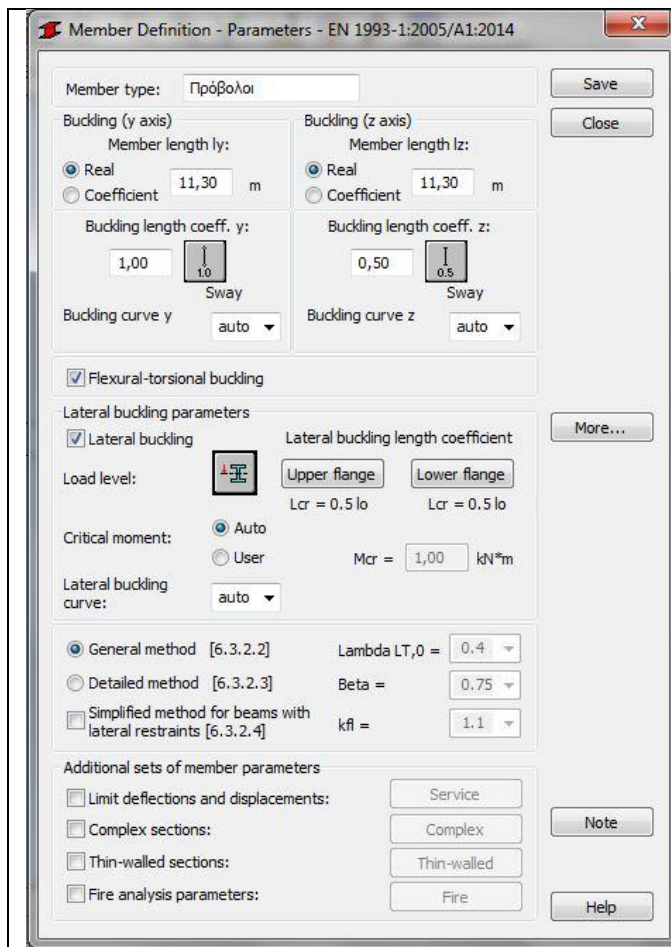 Member Definition - Parameters - EN 1993-1:2005/A1:2014
Member type: Πρόβολοι
Save
Close
Buckling (y axis)
Member length ly:
Real
Coefficient
11,30 m
Buckling (z axis)
Member length lz:
Real
Coefficient
11,30 m
Buckling length coeff. y:
1,00
1.0
Sway
Buckling curve y auto
Buckling length coeff. z:
0,50
0.5
Sway
Buckling curve z auto
Flexural-torsional buckling
Lateral buckling parameters
Lateral buckling
Lateral buckling length coefficient
More...
Load level:
Upper flange Lower flange
Lcr = 0.5 lo Lcr = 0.5 lo
Critical moment:
Auto
User
Mcr = 1,00 kN*m
Lateral buckling
curve: auto
General method [6.3.2.2] Lambda LT,0 = 0.4
Detailed method [6.3.2.3] Beta = 0.75
Simplified method for beams with
lateral restraints [6.3.2.4] kfl = 1.1
Additional sets of member parameters
Limit deflections and displacements: Service
Complex sections: Complex
Thin-walled sections: Thin-walled
Fire analysis parameters: Fire
Note
Help